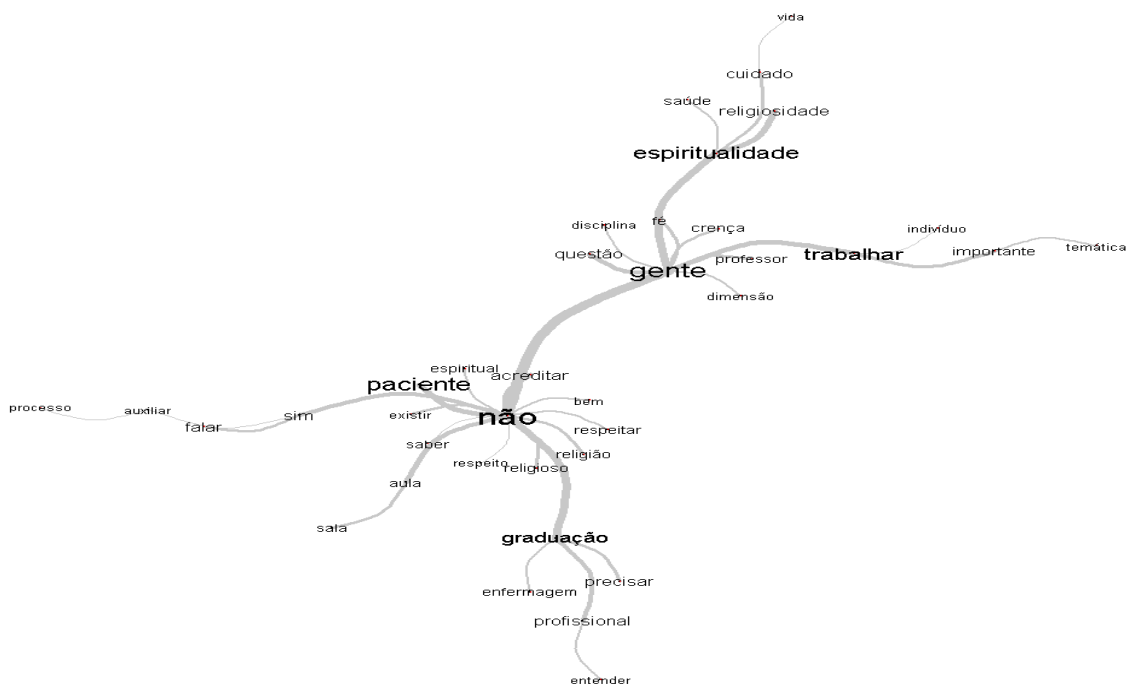 vida
cuidado
saúde
religiosidade
espiritualidade
fé
disciplina
crença
indivíduo
questão
professor
trabalhar
importante
temática
gente
dimensão
espiritual
acreditar
paciente
bem
processo
auxiliar
sim
existir
não
falar
respeitar
saber
religião
respeito
religioso
aula
sala
graduação
precisar
enfermagem
profissional
entender